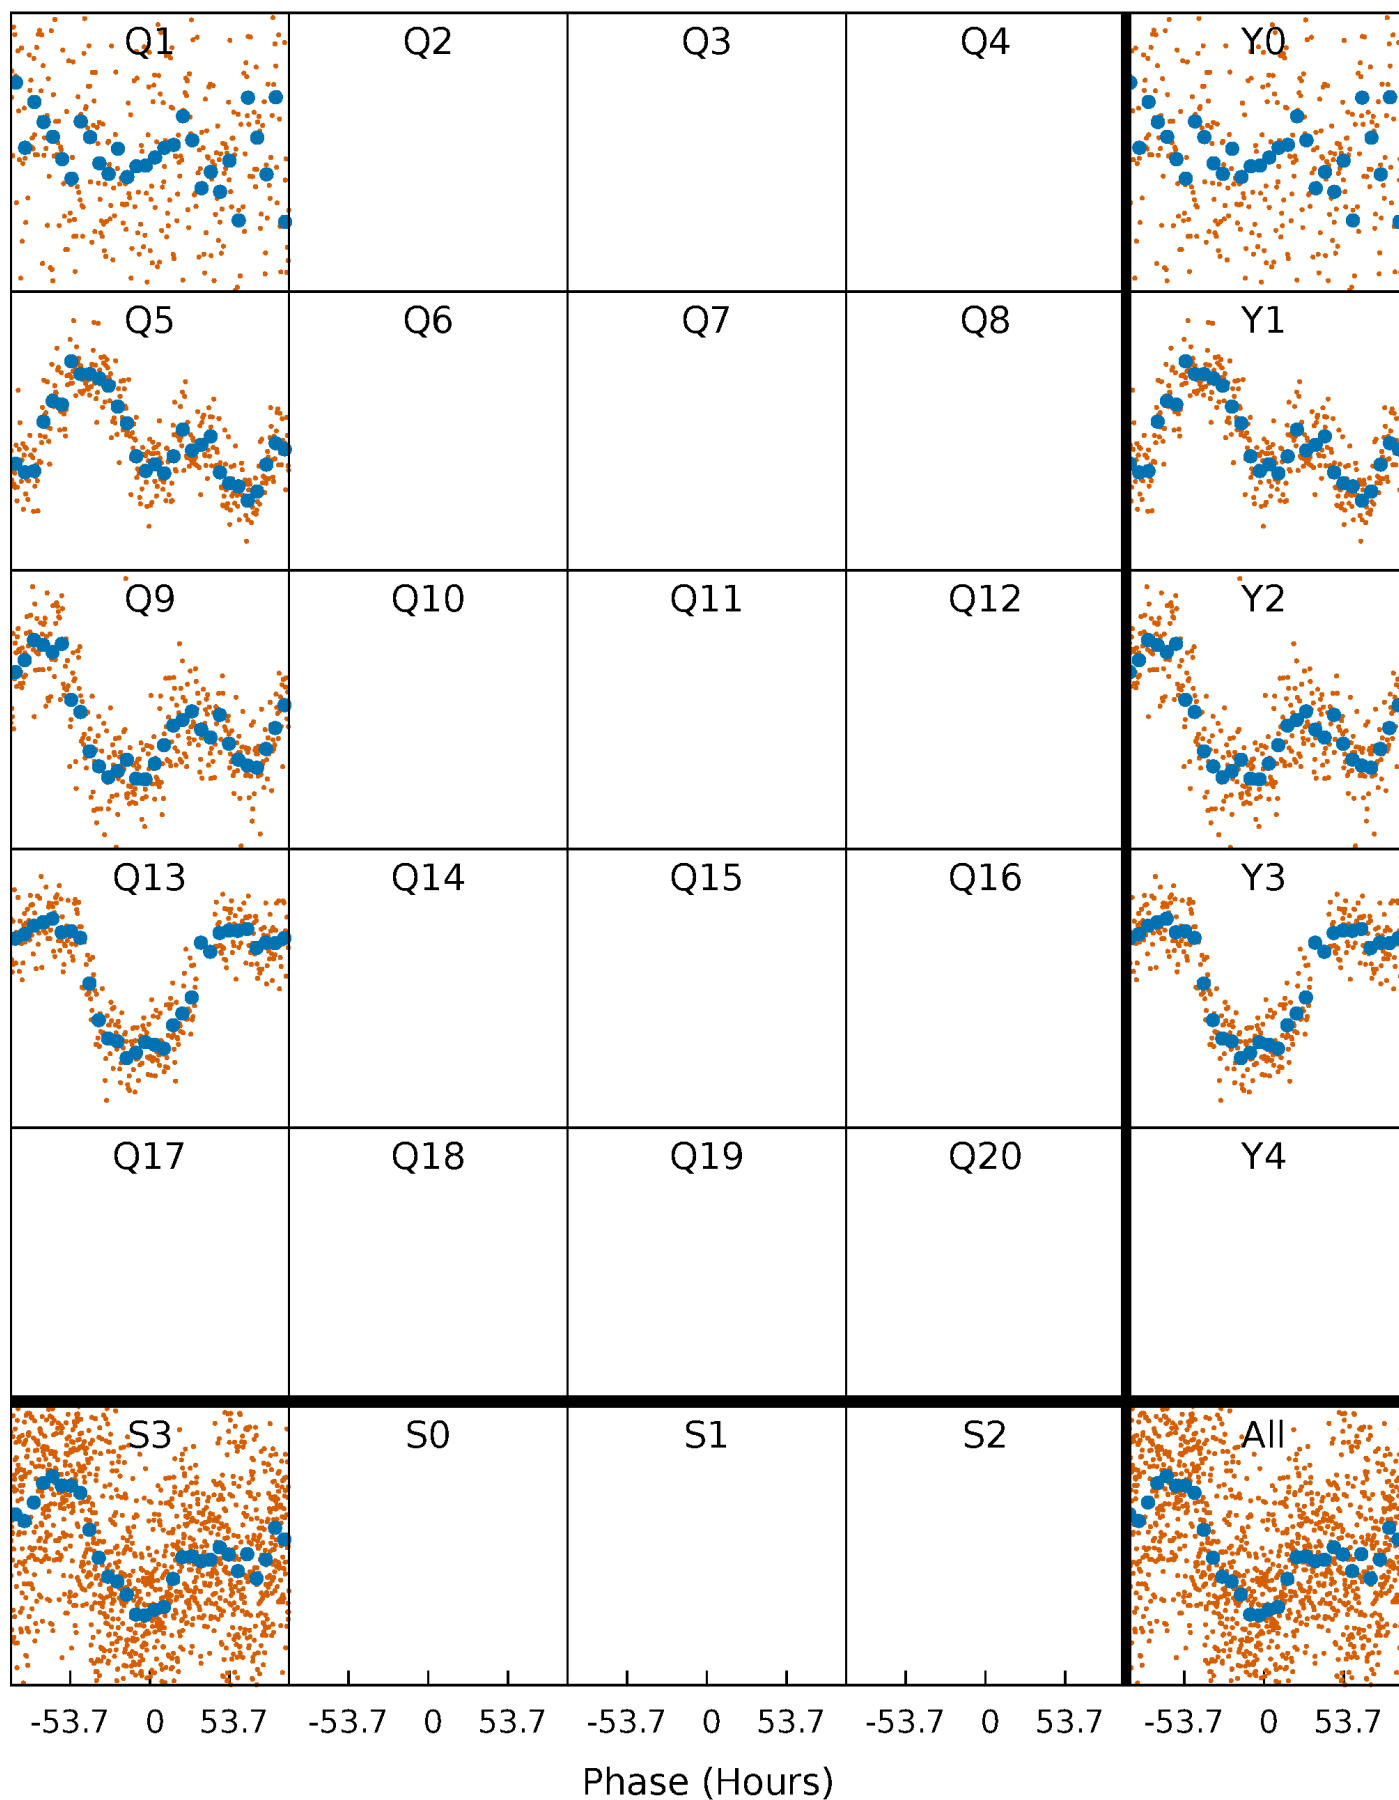 Q1 Q2 Q3 Q4 Y0
Q5 Q6 Q7 Q8 Y1
Q9 Q10 Q11 Q12 Y2
Q13 Q14 Q15 Q16 Y3
Q17 Q18 Q19 Q20 Y4
S3 S0 S1 S2 All
-53.7 0 53.7 -53.7 0 53.7 -53.7 0 53.7 -53.7 0 53.7 -53.7 0 53.7
Phase (Hours)